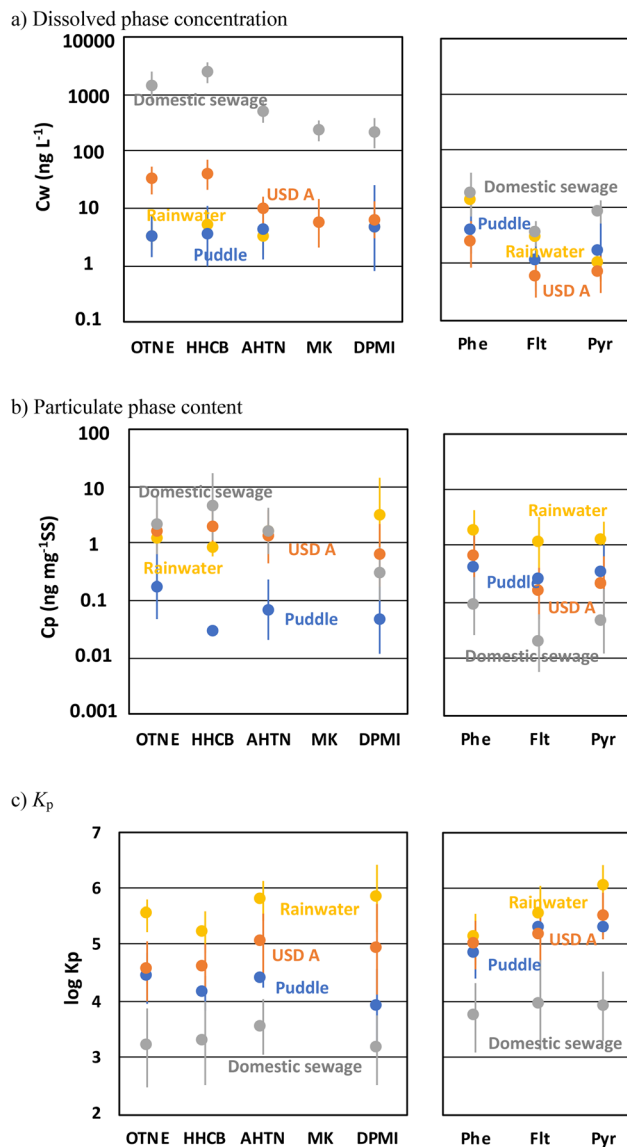 a) Dissolved phase concentration
10000
1000
100
10
1
0.1
Cw (ng L⁻¹)
Domestic sewage
USD A
Rainwater
Puddle
OTNE HHCB AHTN MK DPMI
Domestic sewage
Puddle
Rainwater
USD A
Phe Flt Pyr
b) Particulate phase content
100
10
1
0.1
0.01
0.001
Cp (ng mg⁻¹SS)
Domestic sewage
USD A
Rainwater
Puddle
OTNE HHCB AHTN MK DPMI
Rainwater
Puddle
USD A
Domestic sewage
Phe Flt Pyr
c) Kp
7
6
5
4
3
2
log Kp
Rainwater
USD A
Puddle
Domestic sewage
OTNE HHCB AHTN MK DPMI
Rainwater
USD A
Puddle
Domestic sewage
Phe Flt Pyr